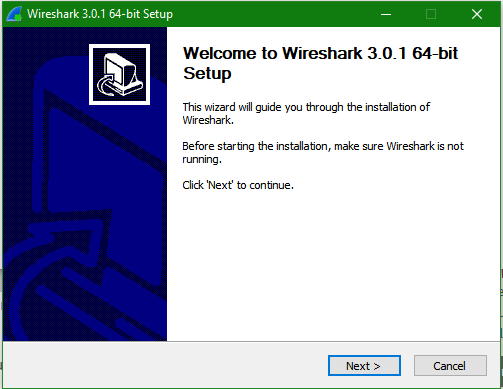 Wireshark 3.0.1 64-bit Setup
Welcome to Wireshark 3.0.1 64-bit
Setup
This wizard will guide you through the installation of
Wireshark.
Before starting the installation, make sure Wireshark is not
running.
Click 'Next' to continue.
Next >
Cancel